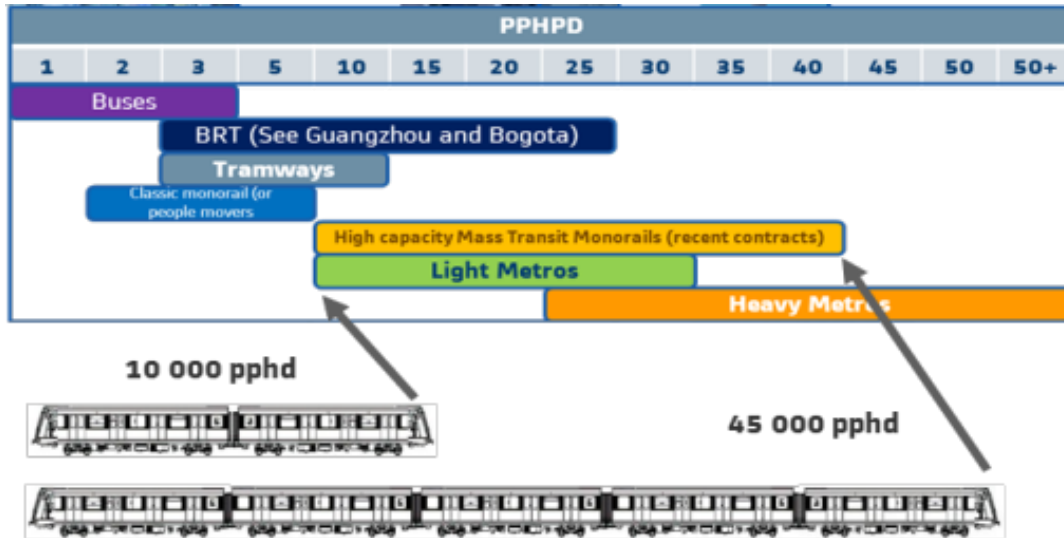 PPHPD
1 2 3 5 10 15 20 25 30 35 40 45 50 50+
Buses
BRT (See Guangzhou and Bogota)
Tramways
Classic monorail (or
people movers
High capacity Mass Transit Monorails (recent contracts)
Light Metros
Heavy Metros
10 000 pphd
45 000 pphd